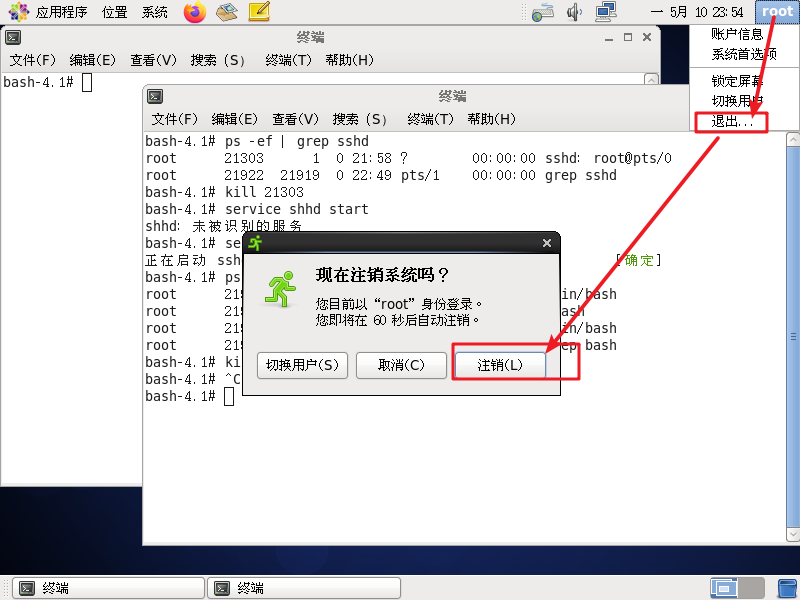 应用程序 位置 系统 一 5月 10 23:54 root
账户信息
系统首选项
锁定屏幕
切换用户
退出...
终端
文件(F) 编辑(E) 查看(V) 搜索 (S) 终端(T) 帮助(H)
bash-4.1#
终端
文件(F) 编辑(E) 查看(V) 搜索 (S) 终端(T) 帮助(H)
bash-4.1# ps -ef | grep sshd
root 21303 1 0 21:58 ? 00:00:00 sshd: root@pts/0
root 21922 21919 0 22:49 pts/1 00:00:00 grep sshd
bash-4.1# kill 21303
bash-4.1# service shhd start
shhd: 未被识别的服务
bash-4.1# se
正在启动 ssh [确定]
bash-4.1# ps
root 21 in/bash
root 21 ash
root 21 in/bash
root 21 ep bash
bash-4.1# ki
bash-4.1# ^C
bash-4.1#
现在注销系统吗？
您目前以“root”身份登录。
您即将在 60 秒后自动注销。
切换用户(S) 取消(C) 注销(L)
终端 终端